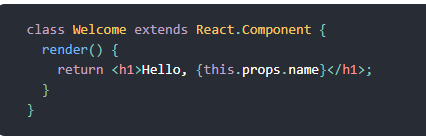 class Welcome extends React.Component {
  render() {
    return <h1>Hello, {this.props.name}</h1>;
  }
}